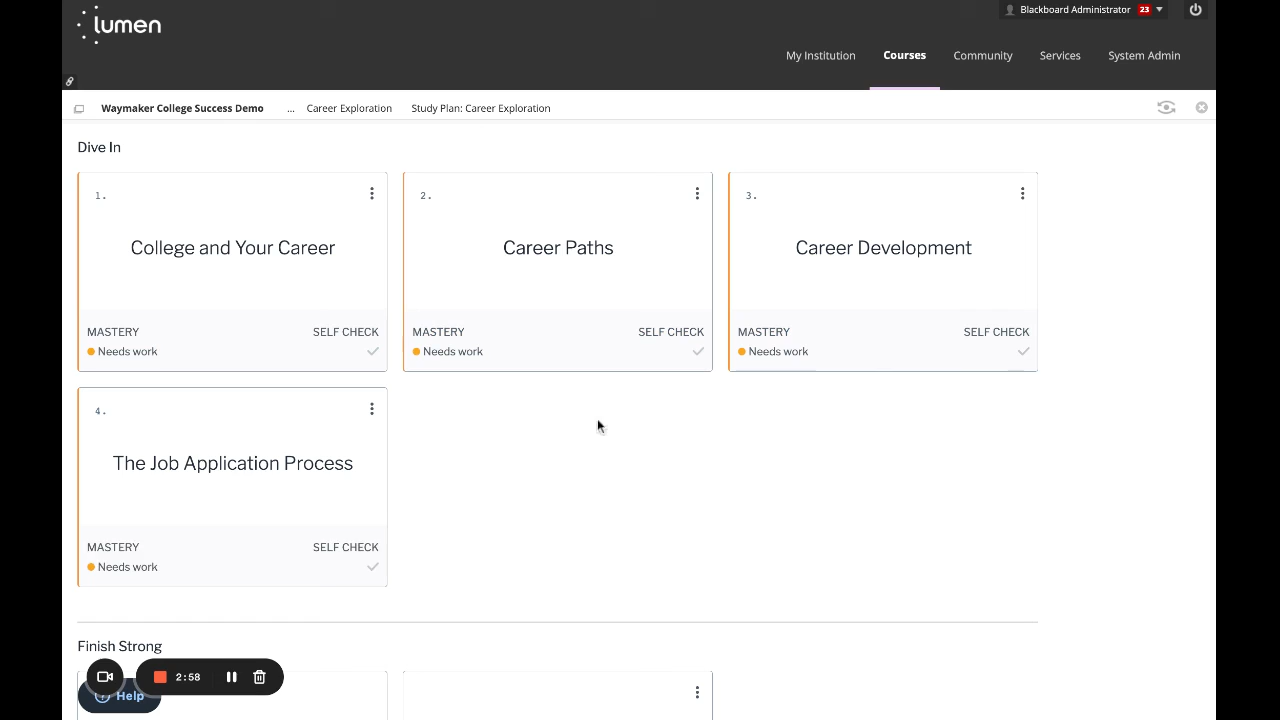 lumen
Blackboard Administrator 23
My Institution Courses Community Services System Admin
Waymaker College Success Demo ... Career Exploration Study Plan: Career Exploration
Dive In
1. 2. 3.
College and Your Career Career Paths Career Development
MASTERY SELF CHECK MASTERY SELF CHECK MASTERY SELF CHECK
Needs work Needs work Needs work
4.
The Job Application Process
MASTERY SELF CHECK
Needs work
Finish Strong
2:58
? Help